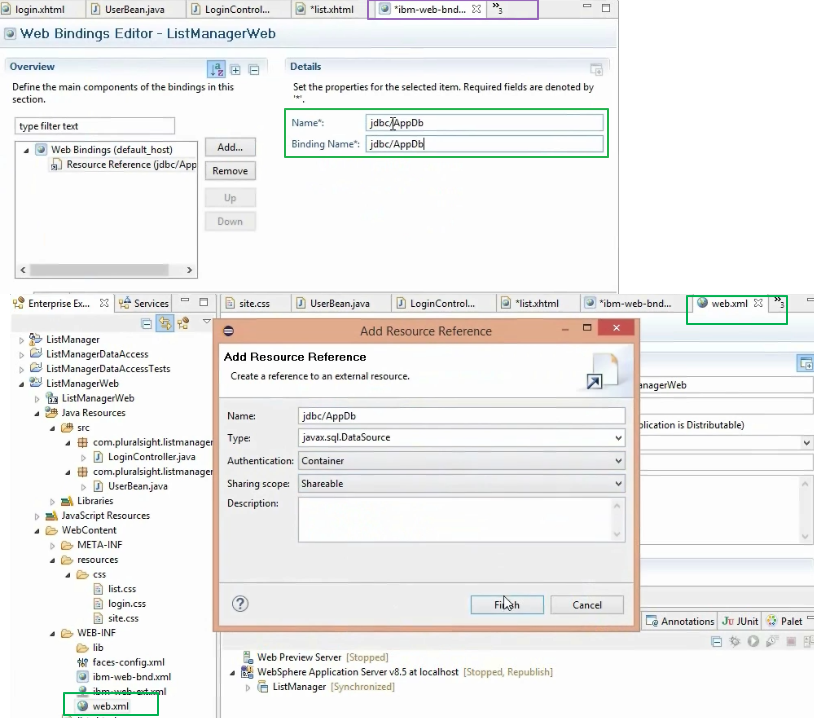 login.xhtml UserBean.java LoginControl... *list.xhtml *ibm-web-bnd... »3
Web Bindings Editor - ListManagerWeb
Overview
Define the main components of the bindings in this
section.
type filter text
Web Bindings (default_host)
Resource Reference (jdbc/App
Add...
Remove
Up
Down
Details
Set the properties for the selected item. Required fields are denoted by
'*'.
Name*: jdbc/AppDb
Binding Name*: jdbc/AppDb
Enterprise Ex... Services
ListManager
ListManagerDataAccess
ListManagerDataAccessTests
ListManagerWeb
ListManagerWeb
Java Resources
src
com.pluralsight.listmanager
LoginController.java
com.pluralsight.listmanager
UserBean.java
Libraries
JavaScript Resources
WebContent
META-INF
resources
css
list.css
login.css
site.css
WEB-INF
lib
faces-config.xml
ibm-web-bnd.xml
ibm-web-ext.xml
web.xml
site.css UserBean.java LoginControl... *list.xhtml *ibm-web-bnd... web.xml »3
Add Resource Reference
Add Resource Reference
Create a reference to an external resource.
Name: jdbc/AppDb
Type: javax.sql.DataSource
Authentication: Container
Sharing scope: Shareable
Description:
? Finish Cancel
anagerWeb
lication is Distributable)
Annotations JUnit Palet
Web Preview Server [Stopped]
WebSphere Application Server v8.5 at localhost [Stopped, Republish]
ListManager [Synchronized]